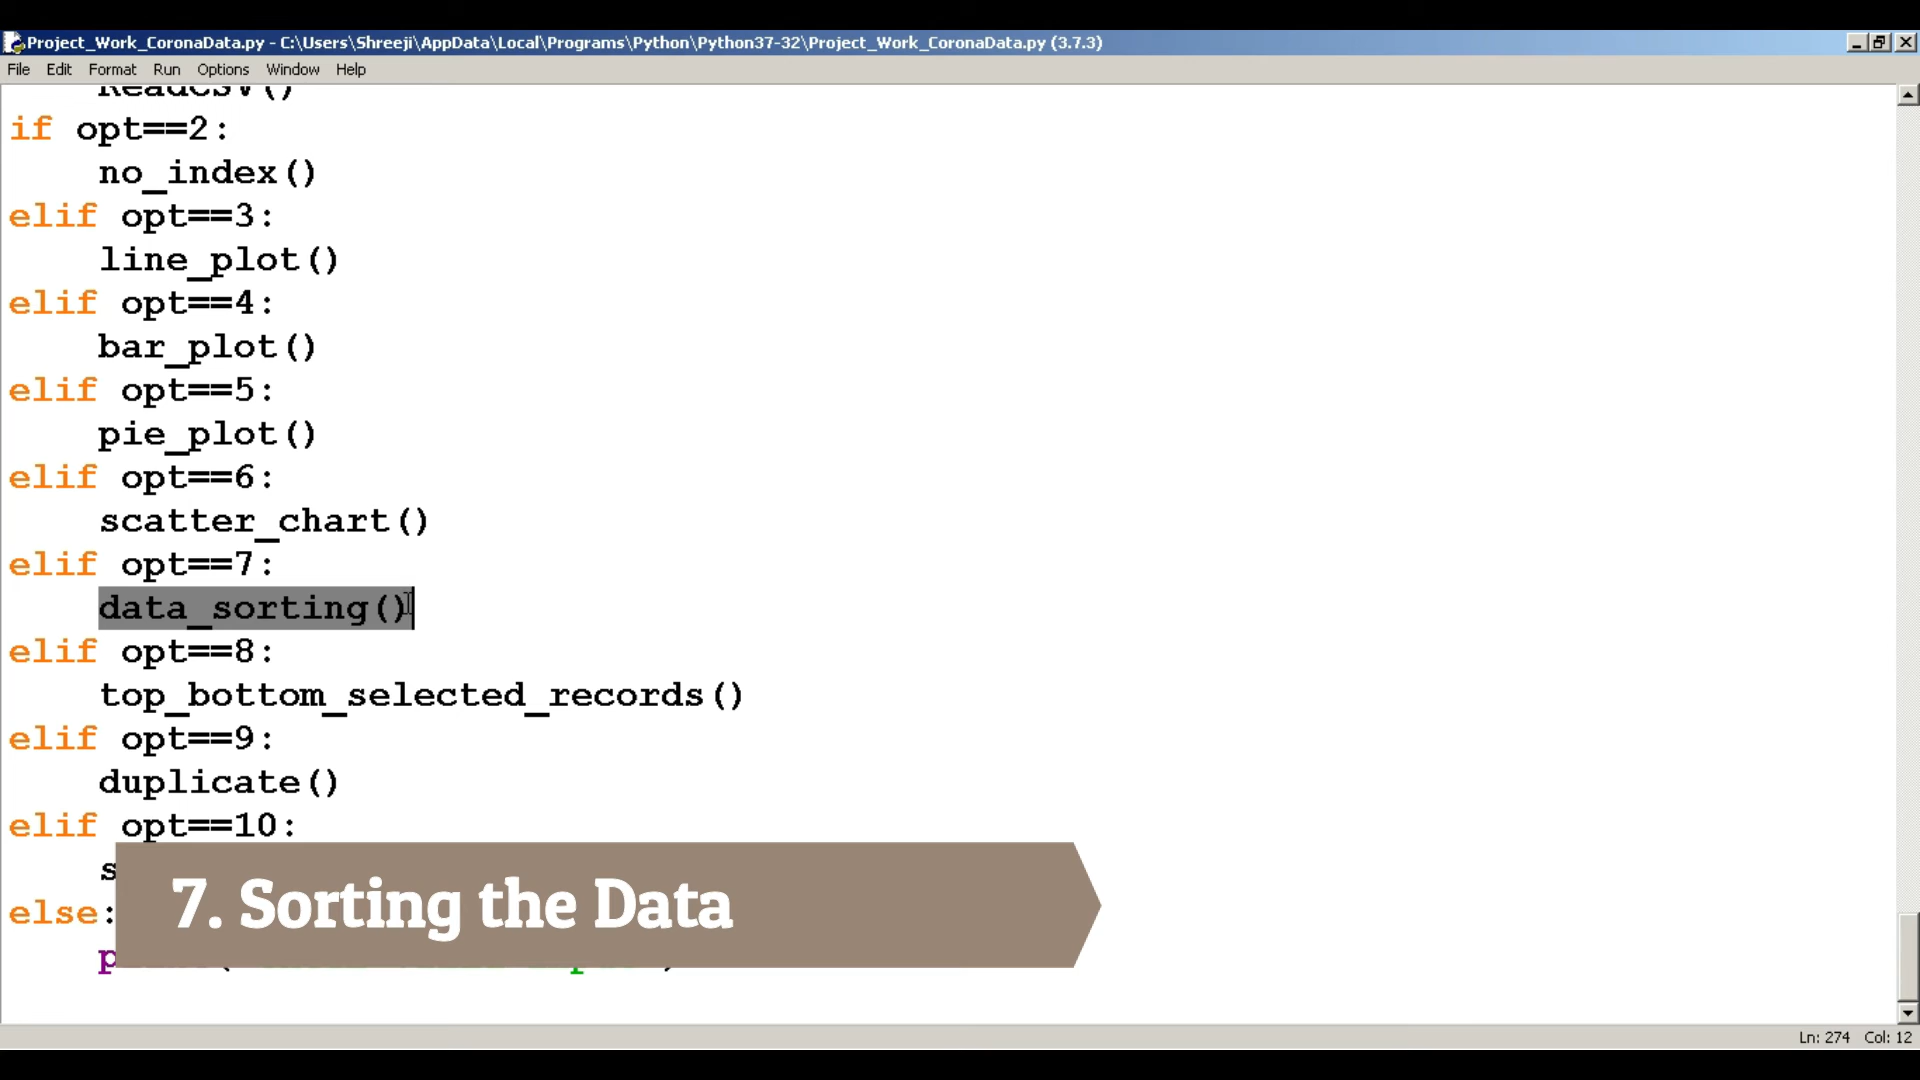 Project_Work_CoronaData.py - C:\Users\Shreeji\AppData\Local\Programs\Python\Python37-32\Project_Work_CoronaData.py (3.7.3)
File Edit Format Run Options Window Help
ReadCSV()
if opt==2:
no_index()
elif opt==3:
line_plot()
elif opt==4:
bar_plot()
elif opt==5:
pie_plot()
elif opt==6:
scatter_chart()
elif opt==7:
data_sorting()
elif opt==8:
top_bottom_selected_records()
elif opt==9:
duplicate()
elif opt==10:
else:
7. Sorting the Data
Ln: 274 Col: 12